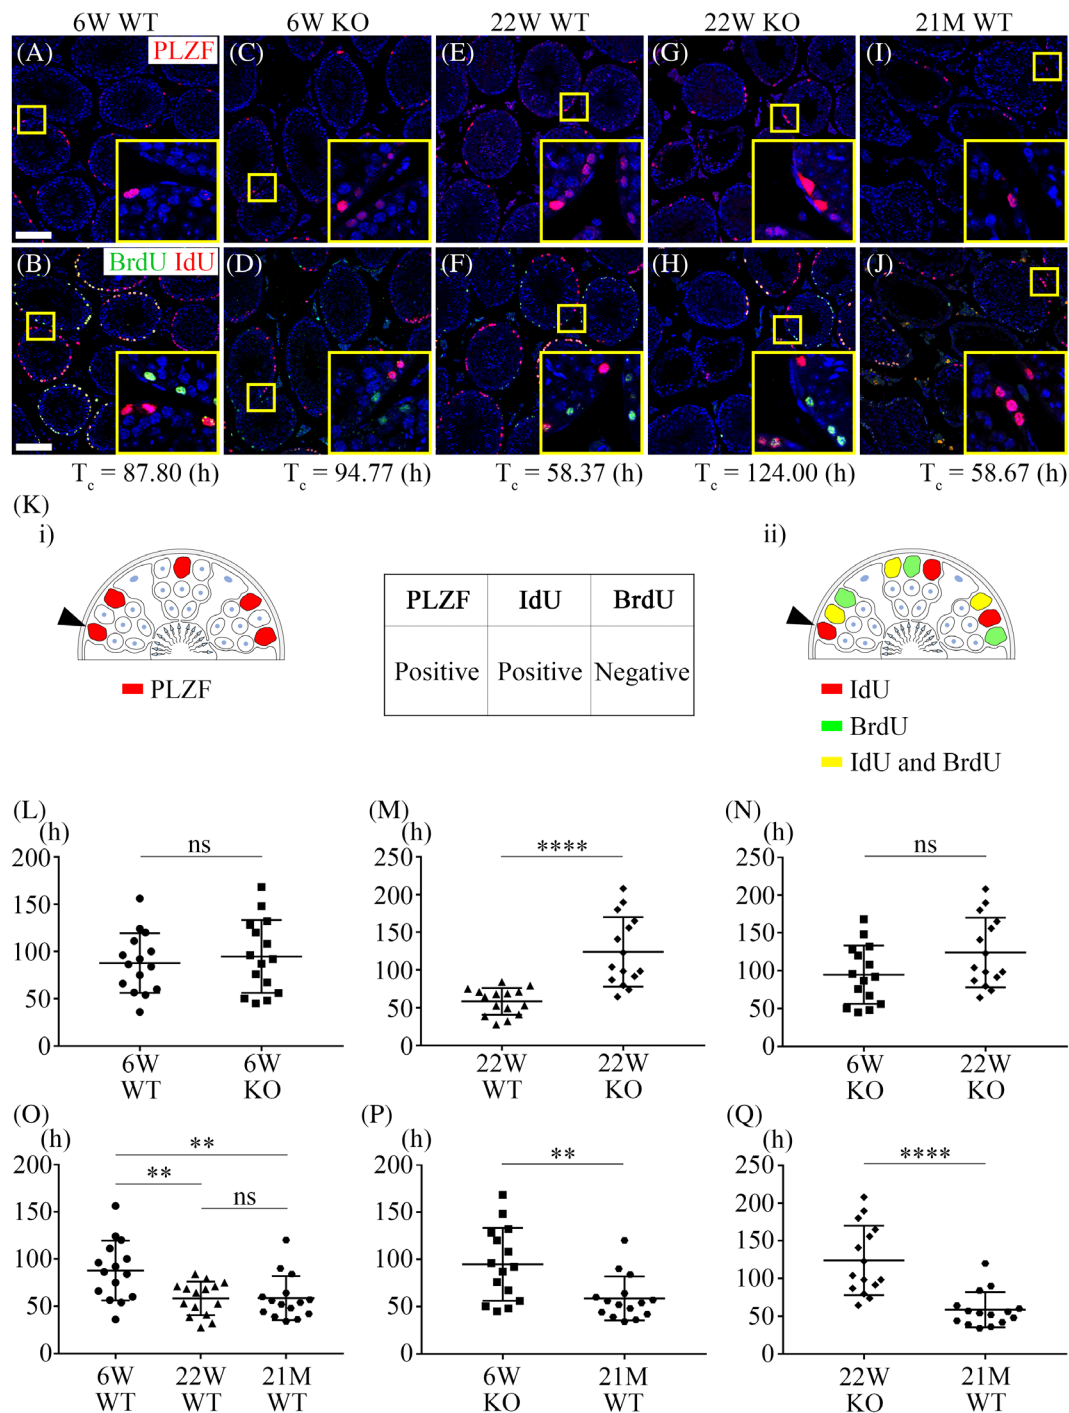 6W WT 6W KO 22W WT 22W KO 21M WT
(A) PLZF (C) (E) (G) (I)
(B) BrdU IdU (D) (F) (H) (J)
Tc = 87.80 (h) Tc = 94.77 (h) Tc = 58.37 (h) Tc = 124.00 (h) Tc = 58.67 (h)
(K)
i) ii)
PLZF IdU BrdU
Positive Positive Negative
PLZF
IdU
BrdU
IdU and BrdU
(L) (M) (N)
(h) (h) (h)
ns **** ns
200 250 250
150 200 200
100 150 150
50 100 100
0 50 50
0 0
6W 6W 22W 22W 6W 22W
WT KO WT KO KO KO
(O) (P) (Q)
(h) (h) (h)
** ** ****
** ns
200 200 250
150 150 200
100 100 150
50 50 100
0 0 50
0
6W 22W 21M 6W 21M 22W 21M
WT WT WT KO WT KO WT